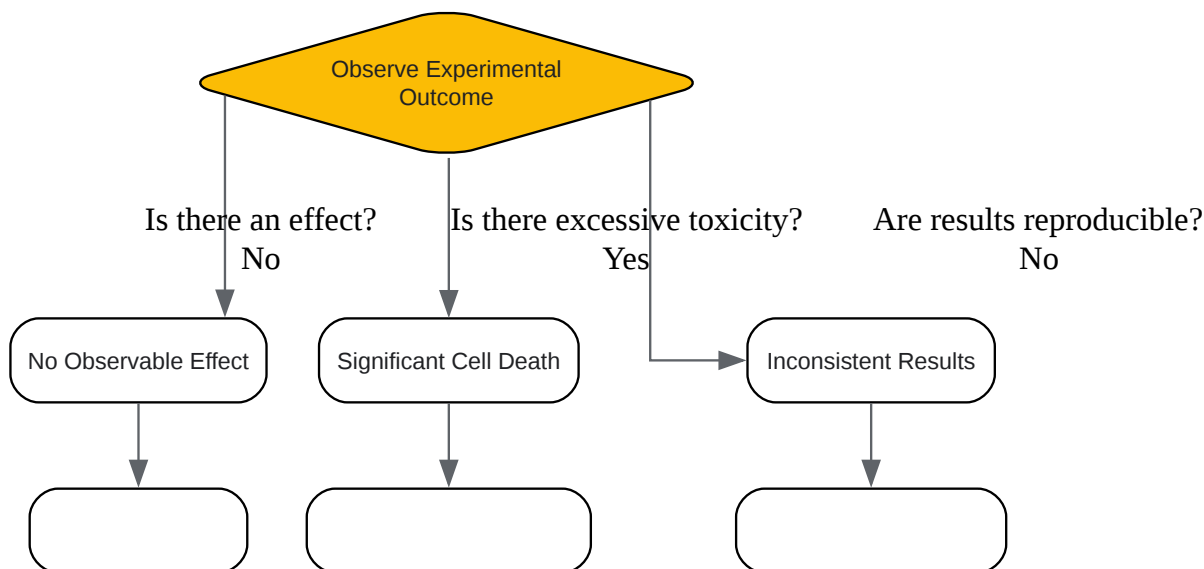 Observe Experimental
Outcome
Is there an effect?
No
Is there excessive toxicity?
Yes
Are results reproducible?
No
No Observable Effect
Significant Cell Death
Inconsistent Results